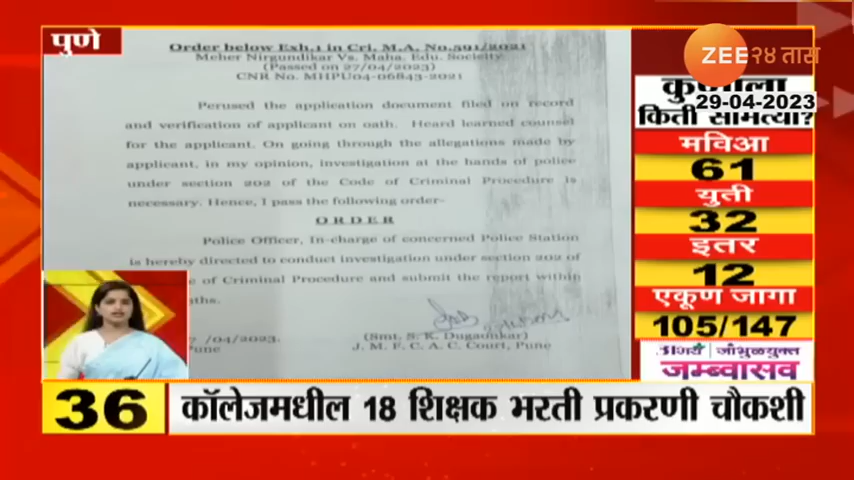 पुणे
Order below Exh.1 in Cri. M.A. No.591/2021
Meher Nirgundikar Vs. Maha. Edu. Socity
(Passed on 27/04/2023)
CNR No. MHPU04-06843-2021
Perused the application document filed on record
and verification of applicant on oath. Heard learned counsel
for the applicant. On going through the allegations made by
applicant, in my opinion, investigation at the hands of police
under section 202 of the Code of Criminal Procedure is
necessary. Hence, I pass the following order-
ORDER
Police Officer, In-charge of concerned Police Station
is hereby directed to conduct investigation under section 202 of
of Criminal Procedure and submit the report within
/04/2023.
(Smt. S. K. Dugaonkar)
J. M. F. C. A. C. Court, Pune
ZEE २४ तास
29-04-2023
किती सामत्या?
मविआ
61
युती
32
इतर
12
एकूण जागा
105/147
जांभुळयुक्त
जम्ब्वासव
36 कॉलेजमधील 18 शिक्षक भरती प्रकरणी चौकशी